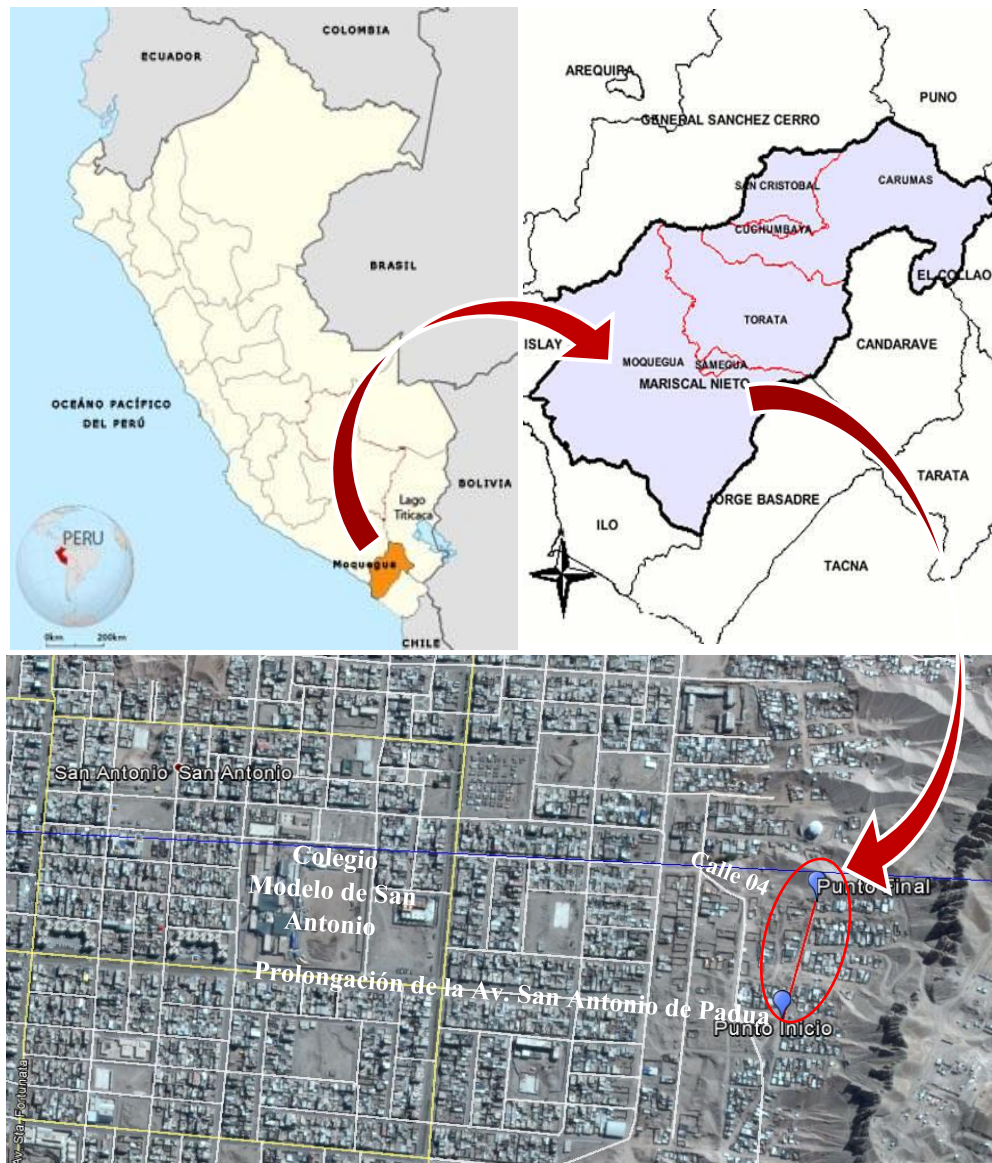 COLOMBIA
ECUADOR
BRASIL
OCEÁNO PACÍFICO
DEL PERÚ
BOLIVIA
Lago
Titicaca
PERU
Moquegua
0km 200km
CHILE
AREQUIPA
PUNO
GENERAL SANCHEZ CERRO
SAN CRISTOBAL
CARUMAS
CUCHUMBAYA
EL COLLAO
TORATA
ISLAY
CANDARAVE
MOQUEGUA
SAMEGUA
MARISCAL NIETO
TARATA
JORGE BASADRE
ILO
TACNA
San Antonio San Antonio
Colegio
Modelo de San
Antonio
Calle 04
Punto Final
Prolongación de la Av. San Antonio de Padua
Punto Inicio
Av. Sta Fortunata